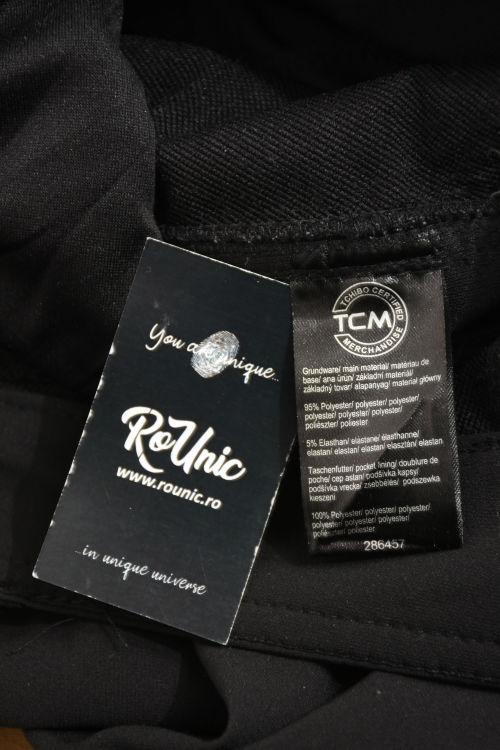 You are unique...
RoUnic
www.rounic.ro
...in unique universe
TCHIBO CERTIFIED
TCM
MERCHANDISE
Grundware/ main material/ matériau de
base/ ana ürün/ základní materiál/
základný tovar/ alapanyag/ materiał główny
95% Polyester/ polyester/ polyester/
polyester/ polyester/ polyester/
poliészter/ poliester
5% Elasthan/ elastane/ élasthanne/
elastan/ elastan/ elastan/ elasztán/ elastan
Taschenfutter/ pocket lining/ doublure de
poche/ cep astarı/ podšívka kapsy/
podšívka vrecka/ zsebbélés/ podszewka
kieszeni
100% Polyester/ polyester/ polyester/
polyester/ polyester/ polyester/
poliészter/ poliester
286457